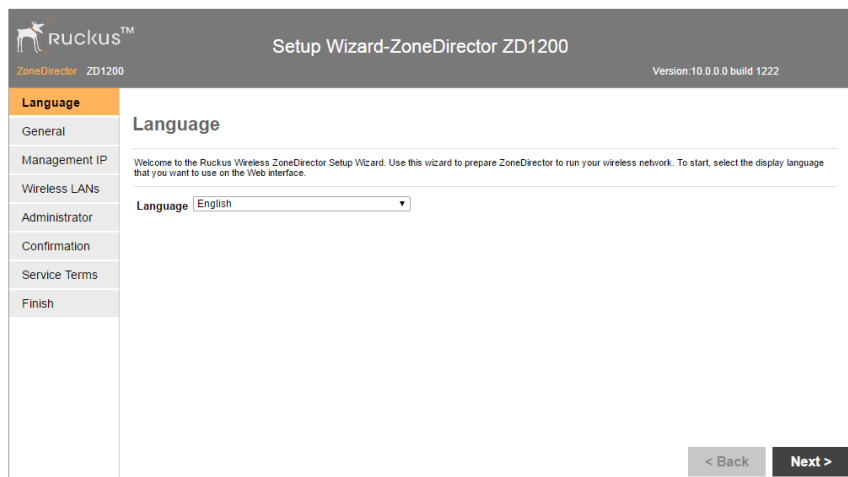 Ruckus™
Setup Wizard-ZoneDirector ZD1200
ZoneDirector ZD1200
Version:10.0.0.0 build 1222
Language
General
Management IP
Wireless LANs
Administrator
Confirmation
Service Terms
Finish
Language
Welcome to the Ruckus Wireless ZoneDirector Setup Wizard. Use this wizard to prepare ZoneDirector to run your wireless network. To start, select the display language
that you want to use on the Web interface.
Language English
< Back Next >